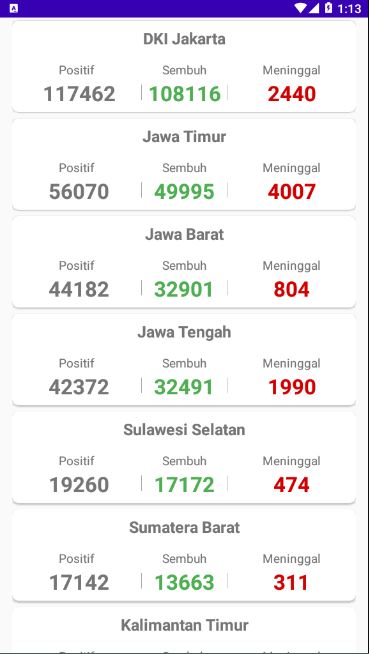 A 1:13
DKI Jakarta
Positif Sembuh Meninggal
117462 108116 2440
Jawa Timur
Positif Sembuh Meninggal
56070 49995 4007
Jawa Barat
Positif Sembuh Meninggal
44182 32901 804
Jawa Tengah
Positif Sembuh Meninggal
42372 32491 1990
Sulawesi Selatan
Positif Sembuh Meninggal
19260 17172 474
Sumatera Barat
Positif Sembuh Meninggal
17142 13663 311
Kalimantan Timur